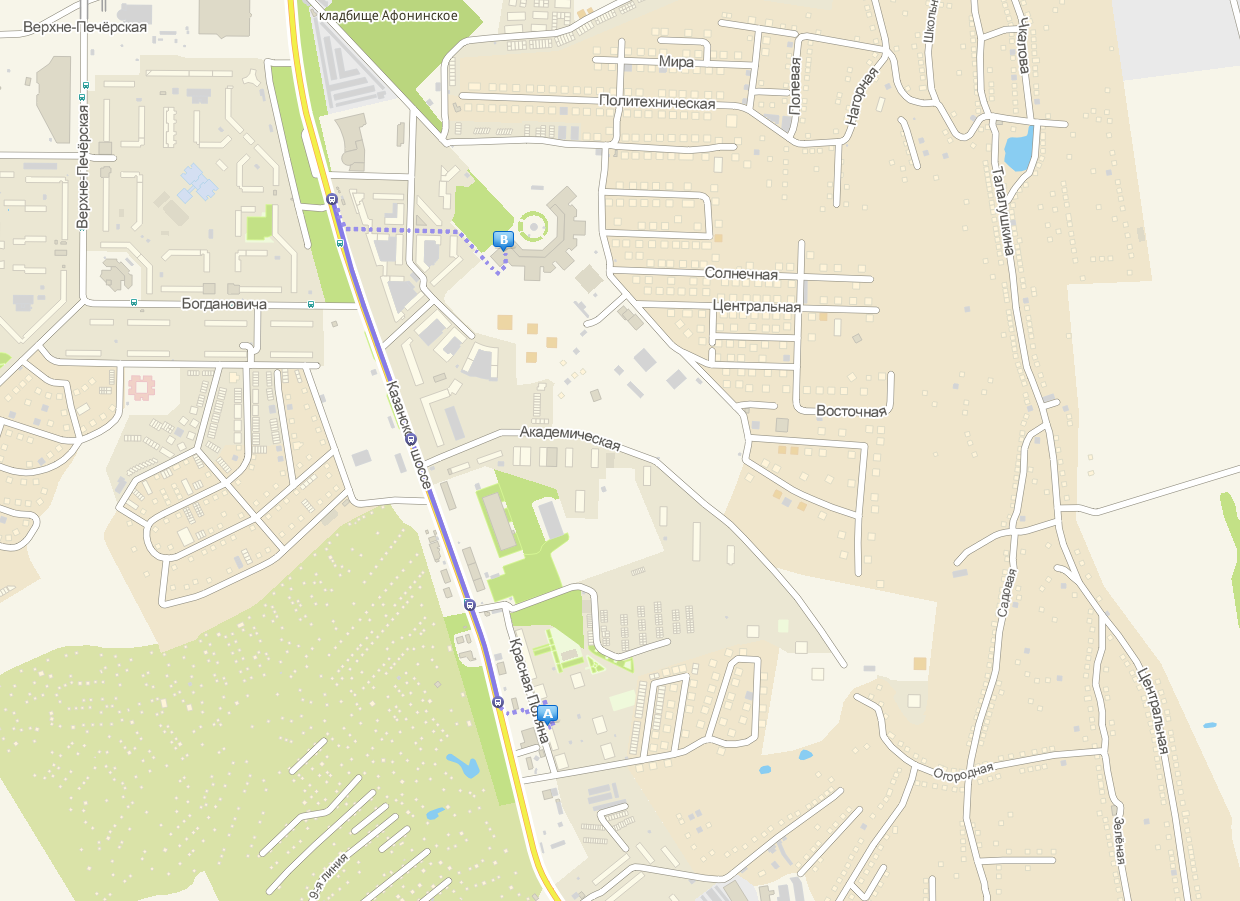 кладбище Афонинское
Верхне-Печёрская
Школьн
Чкалова
Мира
Полевая
Нагорная
Политехническая
Верхне-Печёрская
Талалушкина
B
Солнечная
Богдановича
Центральная
Казанское шоссе
Восточная
Академическая
Садовая
Красная Поляна
A
Центральная
Огородная
Зелёная
9-я линия